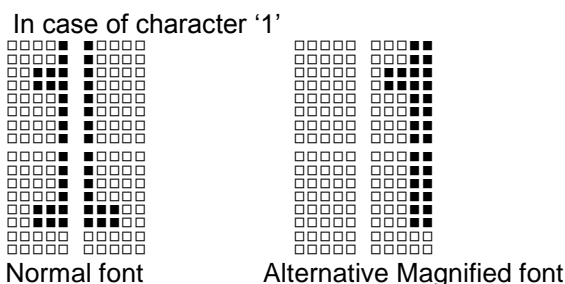 In case of character ‘1’
Normal font
Alternative Magnified font